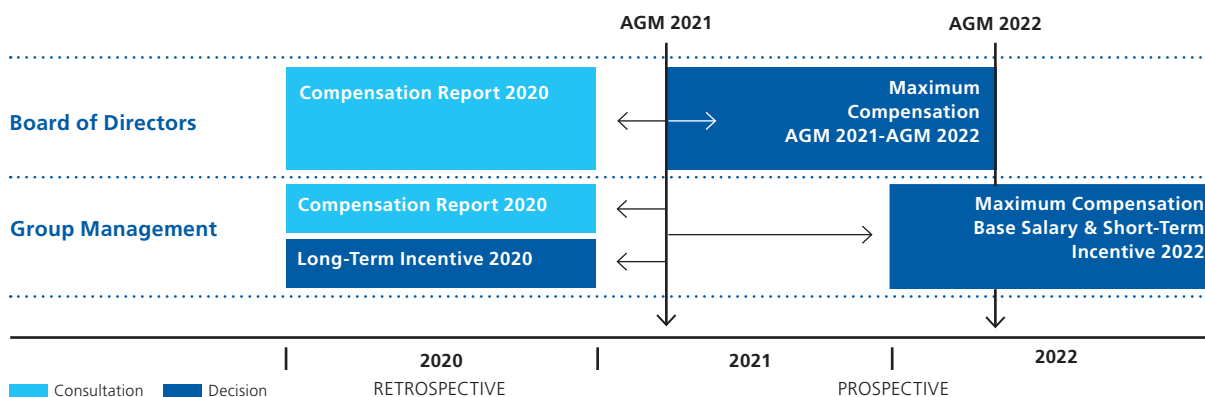 AGM 2021
AGM 2022
Board of Directors
Compensation Report 2020
Maximum
Compensation
AGM 2021-AGM 2022
Group Management
Compensation Report 2020
Long-Term Incentive 2020
Maximum Compensation
Base Salary & Short-Term
Incentive 2022
2020
2021
2022
Consultation
Decision
RETROSPECTIVE
PROSPECTIVE